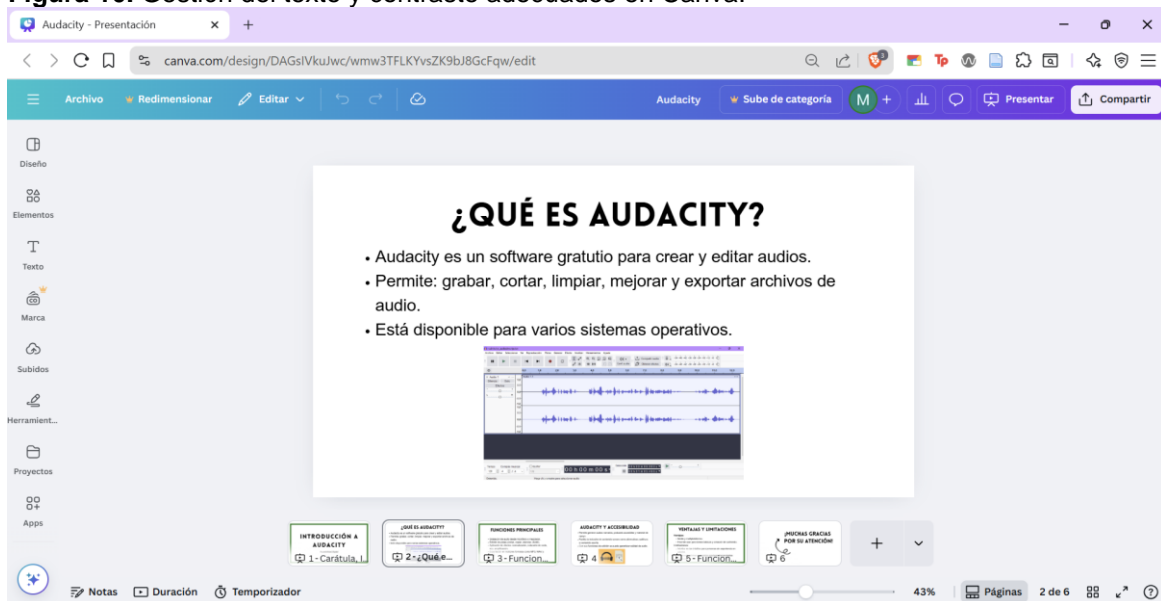 Figura 10. Gestión del texto y contraste adecuados en Canva.
Audacity - Presentación
canva.com/design/DAGsIVkuJwc/wmw3TFLKYvsZK9bJ8GcFqw/edit
Archivo Redimensionar Editar Audacity Sube de categoría M Presentar Compartir
Diseño
Elementos
Texto
Marca
Subidos
Herramient...
Proyectos
Apps
¿QUÉ ES AUDACITY?
• Audacity es un software gratutio para crear y editar audios.
• Permite: grabar, cortar, limpiar, mejorar y exportar archivos de
audio.
• Está disponible para varios sistemas operativos.
INTRODUCCIÓN A
AUDACITY
1 - Carátula, I...
¿QUÉ ES AUDACITY?
2 - ¿Qué e...
FUNCIONES PRINCIPALES
3 - Funcion...
AUDACITY Y ACCESIBILIDAD
4
VENTAJAS Y LIMITACIONES
5 - Funcion...
¡MUCHAS GRACIAS
POR SU ATENCIÓN!
6
Notas Duración Temporizador 43% Páginas 2 de 6